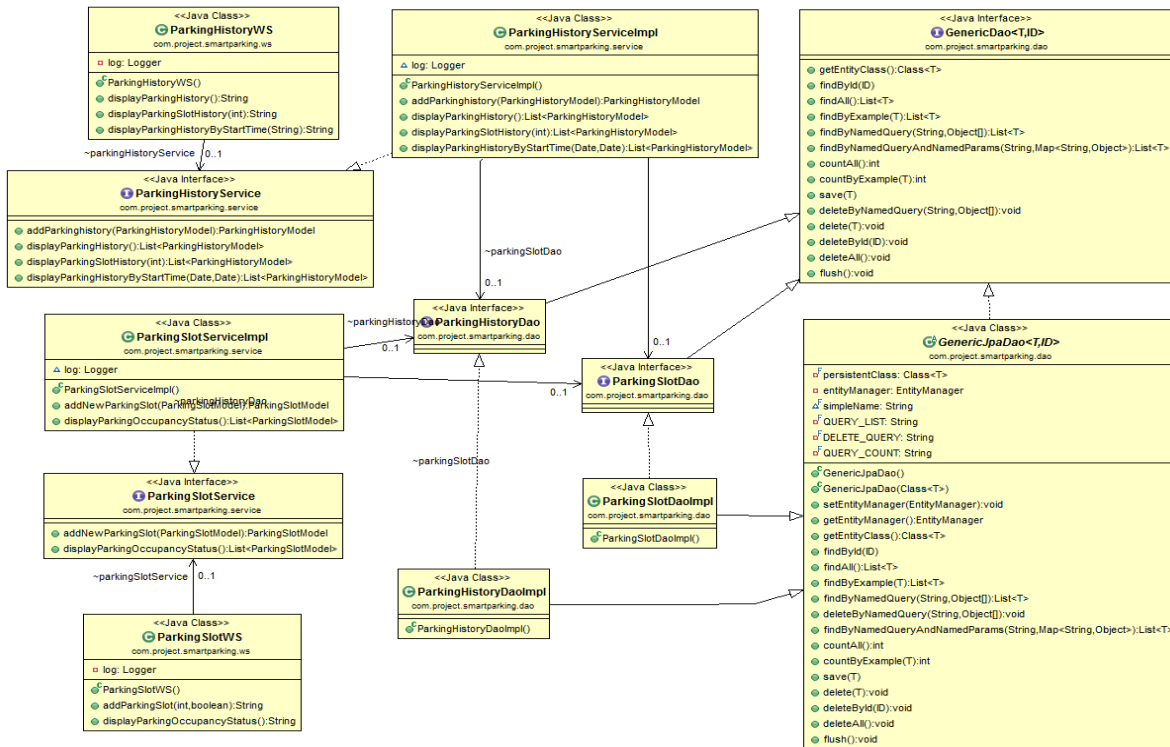 <<Java Class>>
ParkingHistoryWS
com.project.smartparking.ws
log: Logger
ParkingHistoryWS()
displayParkingHistory():String
displayParkingSlotHistory(int):String
displayParkingHistoryByStartTime(String):String
~parkingHistoryService
0..1
<<Java Interface>>
ParkingHistoryService
com.project.smartparking.service
addParkinghistory(ParkingHistoryModel):ParkingHistoryModel
displayParkingHistory():List<ParkingHistoryModel>
displayParkingSlotHistory(int):List<ParkingHistoryModel>
displayParkingHistoryByStartTime(Date,Date):List<ParkingHistoryModel>
<<Java Class>>
ParkingHistoryServiceImpl
com.project.smartparking.service
log: Logger
ParkingHistoryServiceImpl()
addParkinghistory(ParkingHistoryModel):ParkingHistoryModel
displayParkingHistory():List<ParkingHistoryModel>
displayParkingSlotHistory(int):List<ParkingHistoryModel>
displayParkingHistoryByStartTime(Date,Date):List<ParkingHistoryModel>
~parkingSlotDao
0..1
0..1
<<Java Interface>>
GenericDao<T,ID>
com.project.smartparking.dao
getEntityClass():Class<T>
findById(ID)
findAll():List<T>
findByExample(T):List<T>
findByNamedQuery(String,Object[]):List<T>
findByNamedQueryAndNamedParams(String,Map<String,Object>):List<T>
countAll():int
countByExample(T):int
save(T)
deleteByNamedQuery(String,Object[]):void
delete(T):void
deleteById(ID):void
deleteAll():void
flush():void
<<Java Interface>>
ParkingHistoryDao
com.project.smartparking.dao
~parkingHistoryDao
0..1
<<Java Class>>
ParkingSlotServiceImpl
com.project.smartparking.service
log: Logger
ParkingSlotServiceImpl()
addNewParkingSlot(ParkingSlotModel):ParkingSlotModel
displayParkingOccupancyStatus():List<ParkingSlotModel>
~parkingHistoryDao
0..1
<<Java Interface>>
ParkingSlotDao
com.project.smartparking.dao
~parkingSlotDao
<<Java Interface>>
ParkingSlotService
com.project.smartparking.service
addNewParkingSlot(ParkingSlotModel):ParkingSlotModel
displayParkingOccupancyStatus():List<ParkingSlotModel>
~parkingSlotService
0..1
<<Java Class>>
ParkingSlotWS
com.project.smartparking.ws
log: Logger
ParkingSlotWS()
addParkingSlot(int,boolean):String
displayParkingOccupancyStatus():String
<<Java Class>>
ParkingSlotDaoImpl
com.project.smartparking.dao
ParkingSlotDaoImpl()
<<Java Class>>
ParkingHistoryDaoImpl
com.project.smartparking.dao
ParkingHistoryDaoImpl()
<<Java Class>>
GenericJpaDao<T,ID>
com.project.smartparking.dao
persistentClass: Class<T>
entityManager: EntityManager
simpleName: String
QUERY_LIST: String
DELETE_QUERY: String
QUERY_COUNT: String
GenericJpaDao()
GenericJpaDao(Class<T>)
setEntityManager(EntityManager):void
getEntityManager():EntityManager
getEntityClass():Class<T>
findById(ID)
findAll():List<T>
findByExample(T):List<T>
findByNamedQuery(String,Object[]):List<T>
deleteByNamedQuery(String,Object[]):void
findByNamedQueryAndNamedParams(String,Map<String,Object>):List<T>
countAll():int
countByExample(T):int
save(T)
delete(T):void
deleteById(ID):void
deleteAll():void
flush():void